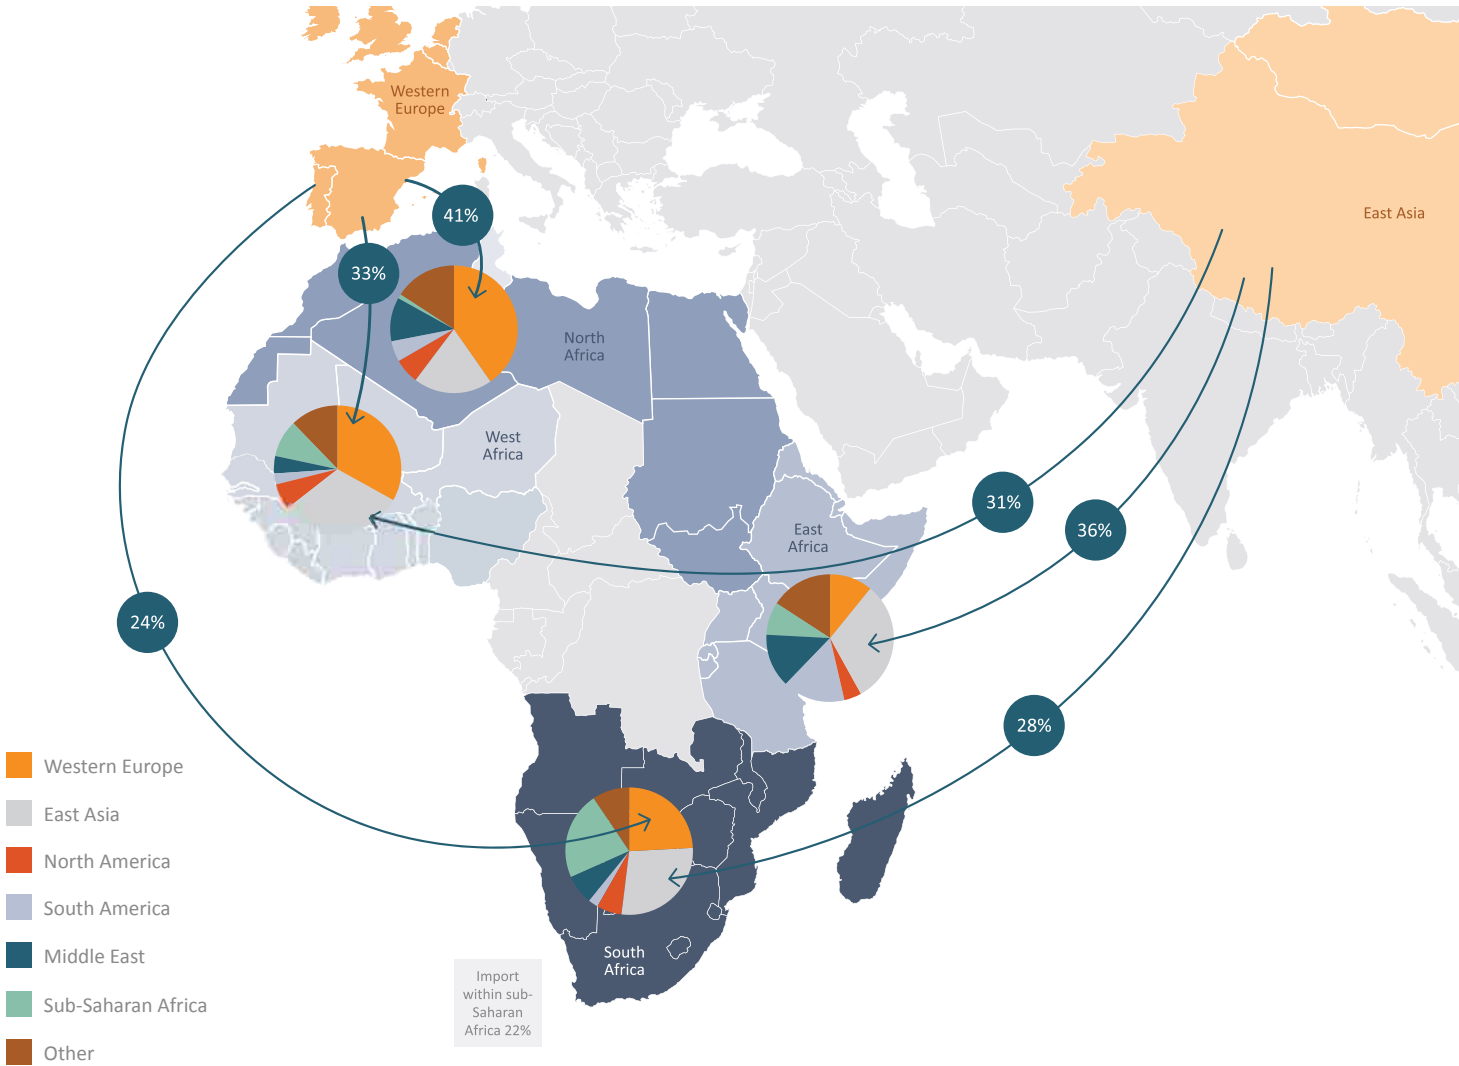 Western
Europe
East Asia
41%
33%
North
Africa
West
Africa
31%
East
Africa
36%
24%
28%
Western Europe
East Asia
North America
South America
Middle East
Sub-Saharan Africa
Other
South
Africa
Import
within sub-
Saharan
Africa 22%